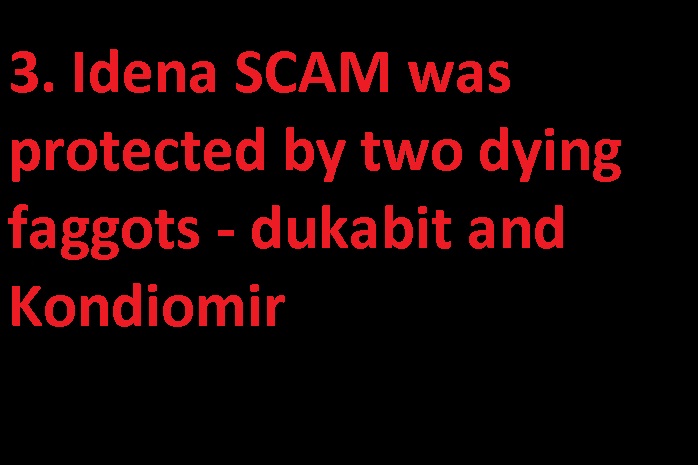 3. Idena SCAM was
protected by two dying
faggots - dukabit and
Kondiomir